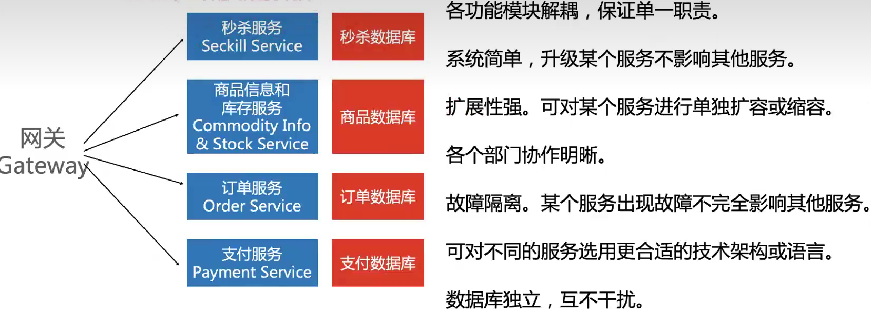 网关
Gateway
秒杀服务
Seckill Service
秒杀数据库
商品信息和
库存服务
Commodity Info
& Stock Service
商品数据库
订单服务
Order Service
订单数据库
支付服务
Payment Service
支付数据库
各功能模块解耦，保证单一职责。
系统简单，升级某个服务不影响其他服务。
扩展性强。可对某个服务进行单独扩容或缩容。
各个部门协作明晰。
故障隔离。某个服务出现故障不完全影响其他服务。
可对不同的服务选用更合适的技术架构或语言。
数据库独立，互不干扰。